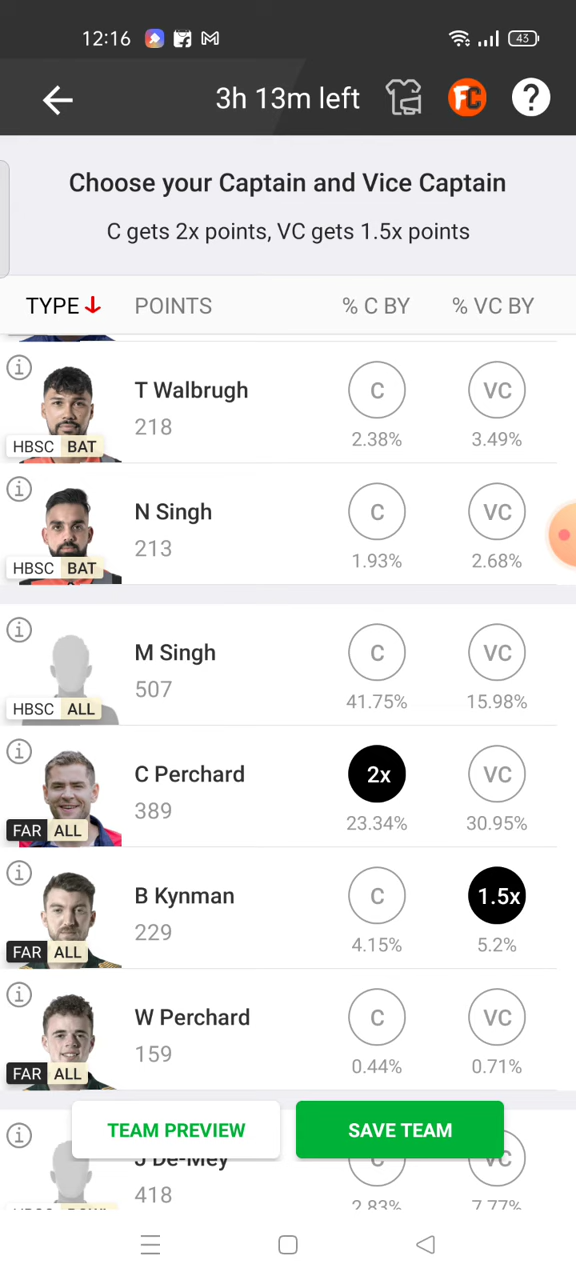 12:16
43
3h 13m left
FC
?
Choose your Captain and Vice Captain
C gets 2x points, VC gets 1.5x points
TYPE POINTS % C BY % VC BY
T Walbrugh
218
C
VC
2.38%
3.49%
HBSC BAT
N Singh
213
C
VC
1.93%
2.68%
HBSC BAT
M Singh
507
C
VC
41.75%
15.98%
HBSC ALL
C Perchard
389
2x
VC
23.34%
30.95%
FAR ALL
B Kynman
229
C
1.5x
4.15%
5.2%
FAR ALL
W Perchard
159
C
VC
0.44%
0.71%
FAR ALL
TEAM PREVIEW
SAVE TEAM
J De-Mey
418
C
VC
2.83%
7.77%